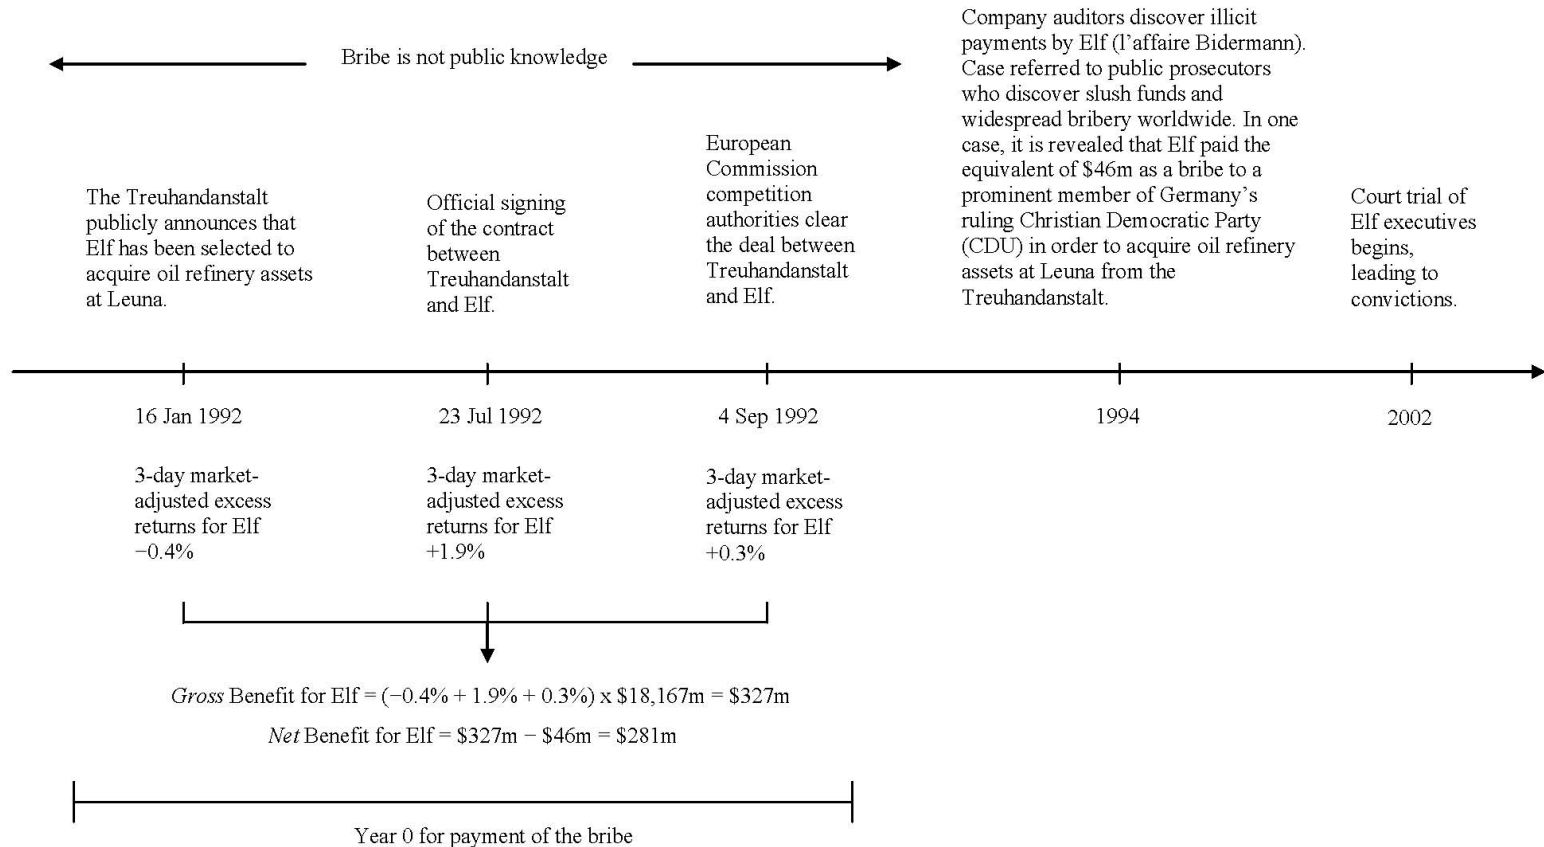 Bribe is not public knowledge
The Treuhandanstalt
publicly announces that
Elf has been selected to
acquire oil refinery assets
at Leuna.
Official signing
of the contract
between
Treuhandanstalt
and Elf.
European
Commission
competition
authorities clear
the deal between
Treuhandanstalt
and Elf.
Company auditors discover illicit
payments by Elf (l’affaire Bidermann).
Case referred to public prosecutors
who discover slush funds and
widespread bribery worldwide. In one
case, it is revealed that Elf paid the
equivalent of $46m as a bribe to a
prominent member of Germany’s
ruling Christian Democratic Party
(CDU) in order to acquire oil refinery
assets at Leuna from the
Treuhandanstalt.
Court trial of
Elf executives
begins,
leading to
convictions.
16 Jan 1992
23 Jul 1992
4 Sep 1992
1994
2002
3-day market-
adjusted excess
returns for Elf
−0.4%
3-day market-
adjusted excess
returns for Elf
+1.9%
3-day market-
adjusted excess
returns for Elf
+0.3%
Gross Benefit for Elf = (−0.4% + 1.9% + 0.3%) x $18,167m = $327m
Net Benefit for Elf = $327m − $46m = $281m
Year 0 for payment of the bribe